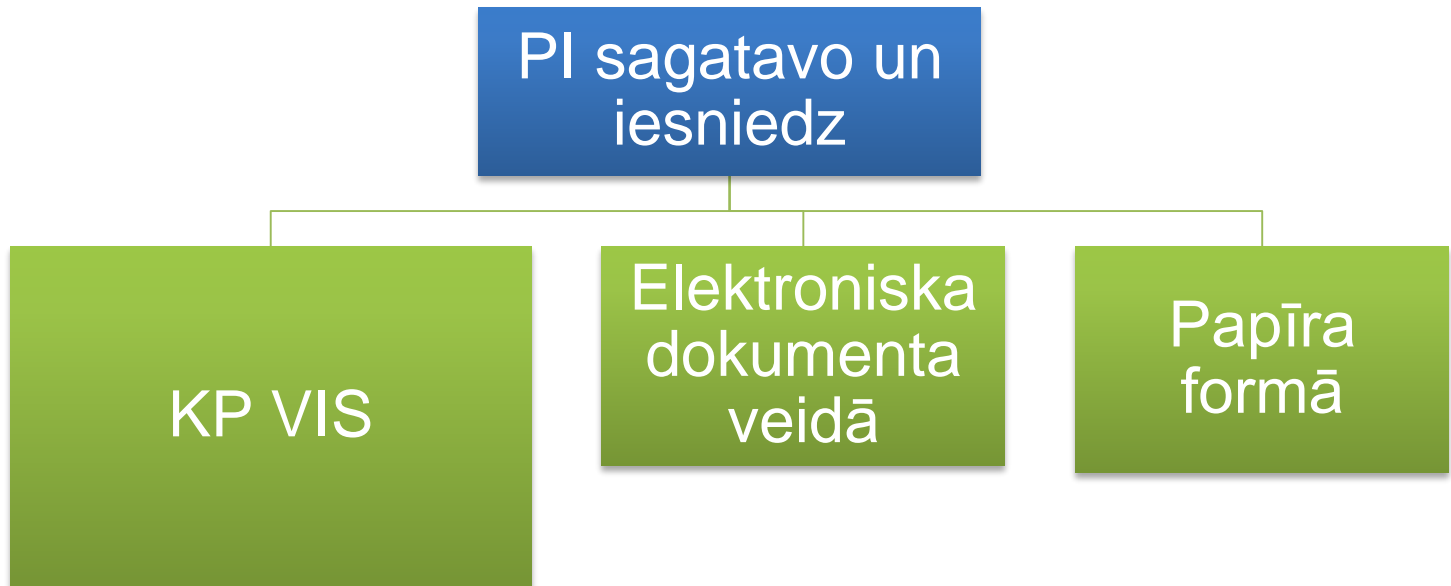 PI sagatavo un
iesniedz
KP VIS
Elektroniska
dokumenta
veidā
Papīra
formā